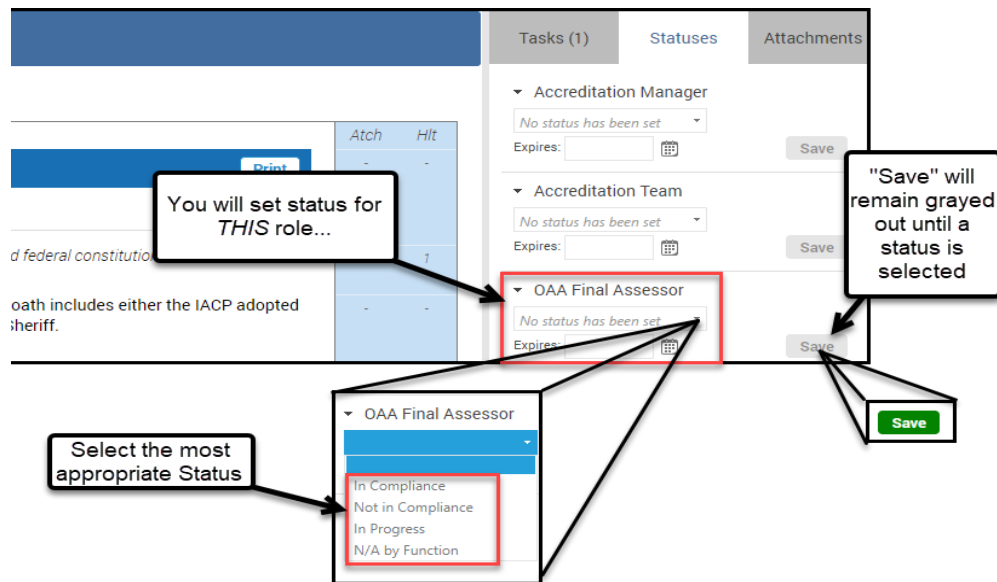 Tasks (1) Statuses Attachments
Accreditation Manager
No status has been set
Expires:
Save
Accreditation Team
No status has been set
Expires:
Save
OAA Final Assessor
No status has been set
Expires:
Save
Atch Hlt
- -
Print
1
d federal constitution
oath includes either the IACP adopted
- -
sheriff.
You will set status for
THIS role...
"Save" will
remain grayed
out until a
status is
selected
Save
OAA Final Assessor
In Compliance
Not in Compliance
In Progress
N/A by Function
Select the most
appropriate Status